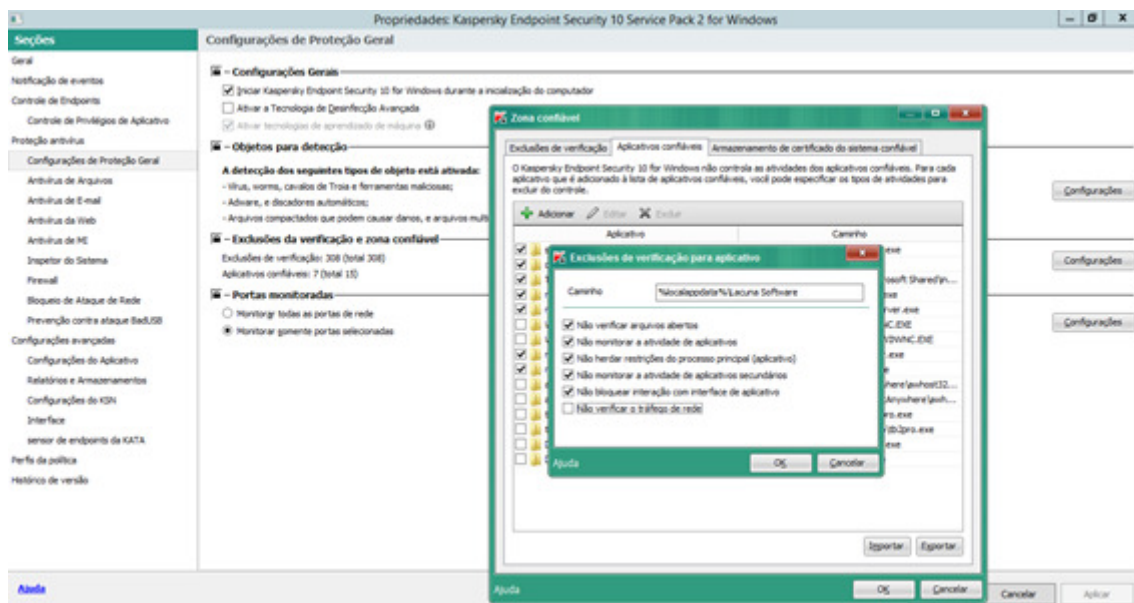 Propriedades: Kaspersky Endpoint Security 10 Service Pack 2 for Windows
Seções
Geral
Notificação de eventos
Controle de Endpoints
Controle de Privilégios de Aplicativo
Proteção antivírus
Configurações de Proteção Geral
Antivírus de Arquivos
Antivírus de E-mail
Antivírus da Web
Antivírus de MI
Inspetor do Sistema
Firewall
Bloqueio de Ataque de Rede
Prevenção contra ataque BadUSB
Configurações avançadas
Configurações do Aplicativo
Relatórios e Armazenamentos
Configurações do KSN
Interface
sensor de endpoints da KATA
Perfis da política
Histórico de versão
Ajuda
Configurações de Proteção Geral
Configurações Gerais
Iniciar Kaspersky Endpoint Security 10 for Windows durante a inicialização do computador
Ativar a Tecnologia de Desinfecção Avançada
Ativar tecnologias de aprendizado de máquina
Objetos para detecção
A detecção dos seguintes tipos de objeto está ativada:
- Vírus, worms, cavalos de Troia e ferramentas maliciosas;
- Adware, e discadores automáticos;
- Arquivos compactados que podem causar danos, e arquivos mult
Exclusões da verificação e zona confiável
Exclusões de verificação: 308 (total 308)
Aplicativos confiáveis: 7 (total 15)
Portas monitoradas
Monitorar todas as portas de rede
Monitorar somente portas selecionadas
Configurações
Configurações
Configurações
Cancelar
Aplicar
Zona confiável
Exclusões de verificação
Aplicativos confiáveis
Armazenamento de certificado do sistema confiável
O Kaspersky Endpoint Security 10 for Windows não controla as atividades dos aplicativos confiáveis. Para cada
aplicativo que é adicionado à lista de aplicativos confiáveis, você pode especificar os tipos de atividades para
excluir do controle.
Adicionar Editar Excluir
Aplicativo Caminho
Importar Exportar
Ajuda OK Cancelar
Exclusões de verificação para aplicativo
Caminho %localappdata%\Lacuna Software
Não verificar arquivos abertos
Não monitorar a atividade de aplicativos
Não herdar restrições do processo principal (aplicativo)
Não monitorar a atividade de aplicativos secundários
Não bloquear interação com interface de aplicativo
Não verificar o tráfego de rede
Ajuda OK Cancelar